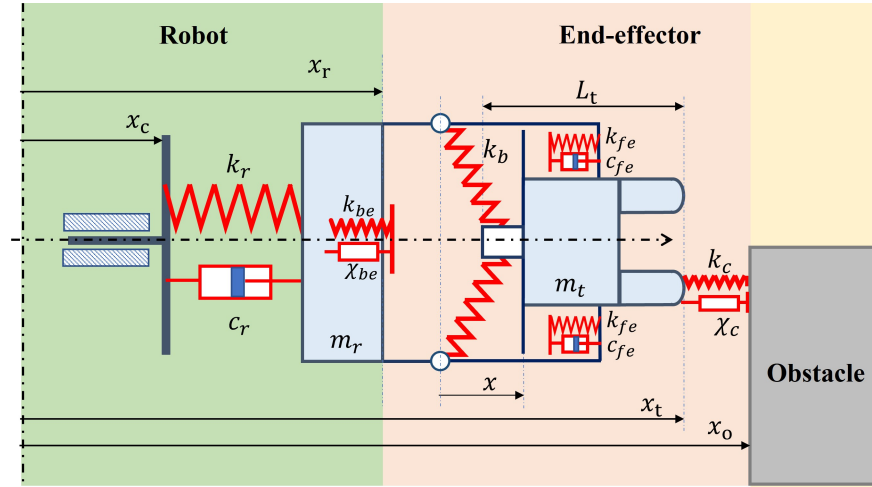 Robot
End-effector
x_r
L_t
x_c
k_fe
c_fe
k_b
k_r
k_be
χ_be
k_c
m_t
c_r
m_r
χ_c
k_fe
c_fe
Obstacle
x
x_t
x_o